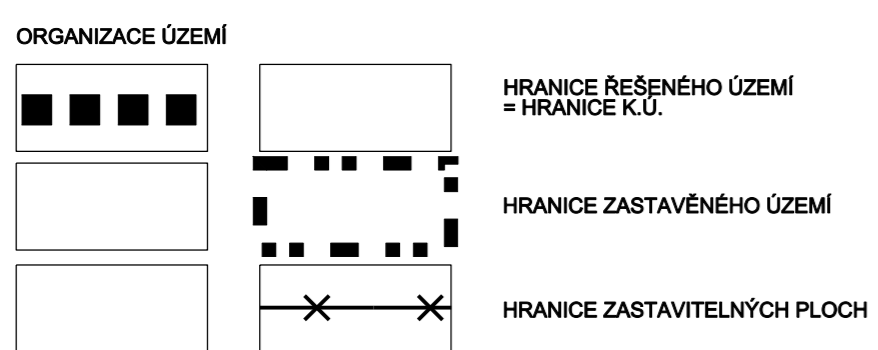 ORGANIZACE ÚZEMÍ
HRANICE ŘEŠENÉHO ÚZEMÍ
= HRANICE K.Ú.
HRANICE ZASTAVĚNÉHO ÚZEMÍ
HRANICE ZASTAVITELNÝCH PLOCH